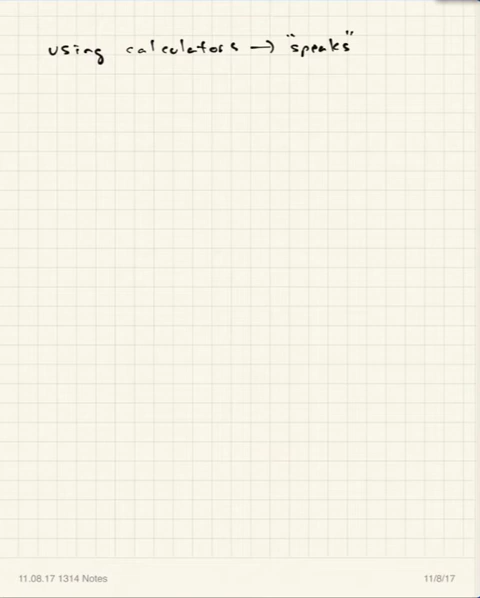 using calculators → "speaks"
11.08.17 1314 Notes
11/8/17